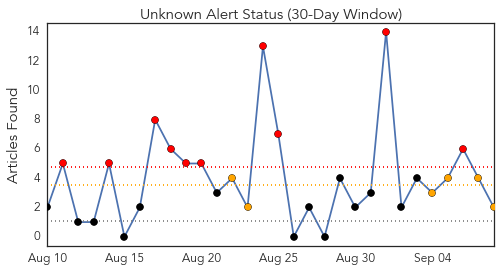 Unknown Alert Status (30-Day Window)
Articles Found
14
12
10
8
6
4
2
0
Aug 10 Aug 15 Aug 20 Aug 25 Aug 30 Sep 04